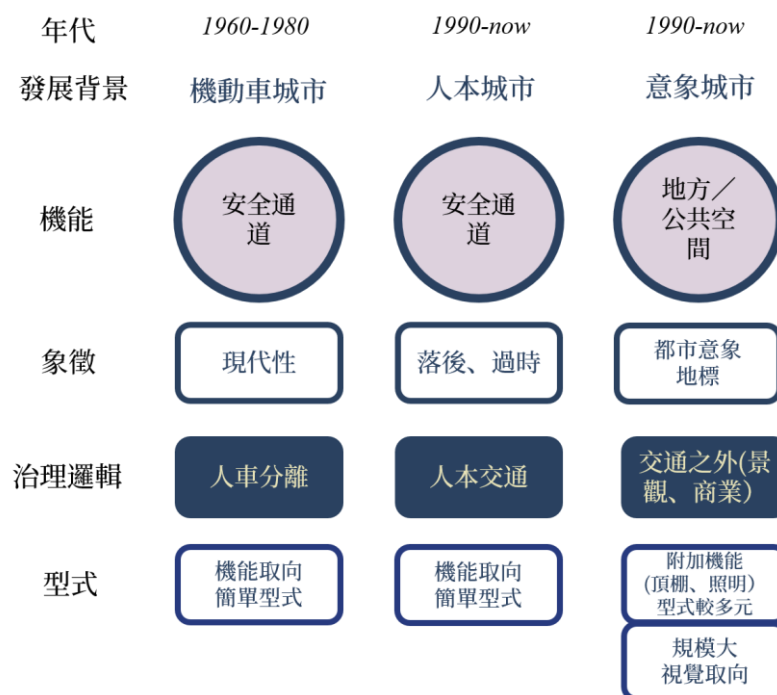 年代
1960-1980
1990-now
1990-now
發展背景
機動車城市
人本城市
意象城市
機能
安全通
道
安全通
道
地方／
公共空
間
象徵
現代性
落後、過時
都市意象
地標
治理邏輯
人車分離
人本交通
交通之外(景
觀、商業）
型式
機能取向
簡單型式
機能取向
簡單型式
附加機能
(頂棚、照明）
型式較多元
規模大
視覺取向